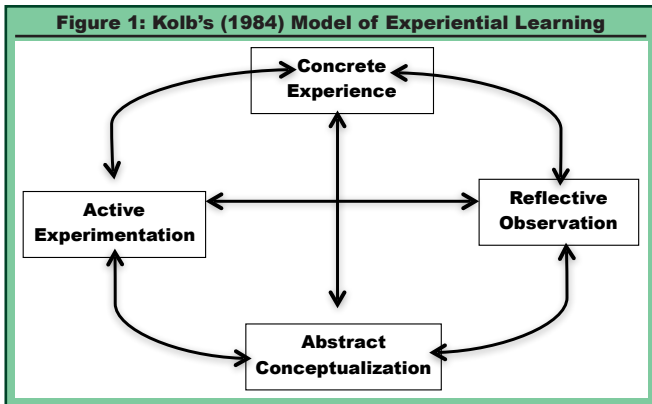 Figure 1: Kolb's (1984) Model of Experiential Learning
Concrete
Experience
Active
Experimentation
Reflective
Observation
Abstract
Conceptualization